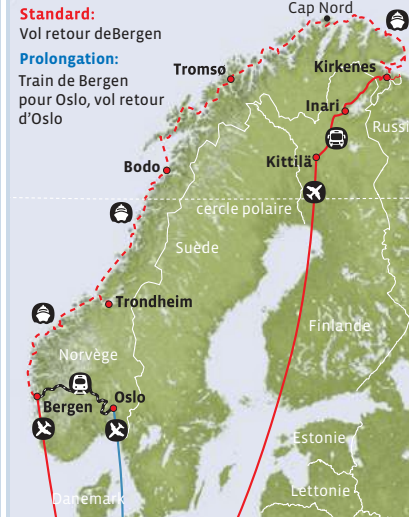 Standard:
Vol retour deBergen
Prolongation:
Train de Bergen
pour Oslo, vol retour
d'Oslo
Cap Nord
Tromsø
Kirkenes
Inari
Russi
Kittilä
Bodo
cercle polaire
Suède
Trondheim
Finlande
Norvège
Bergen
Oslo
Estonie
Lettonie
Danemark